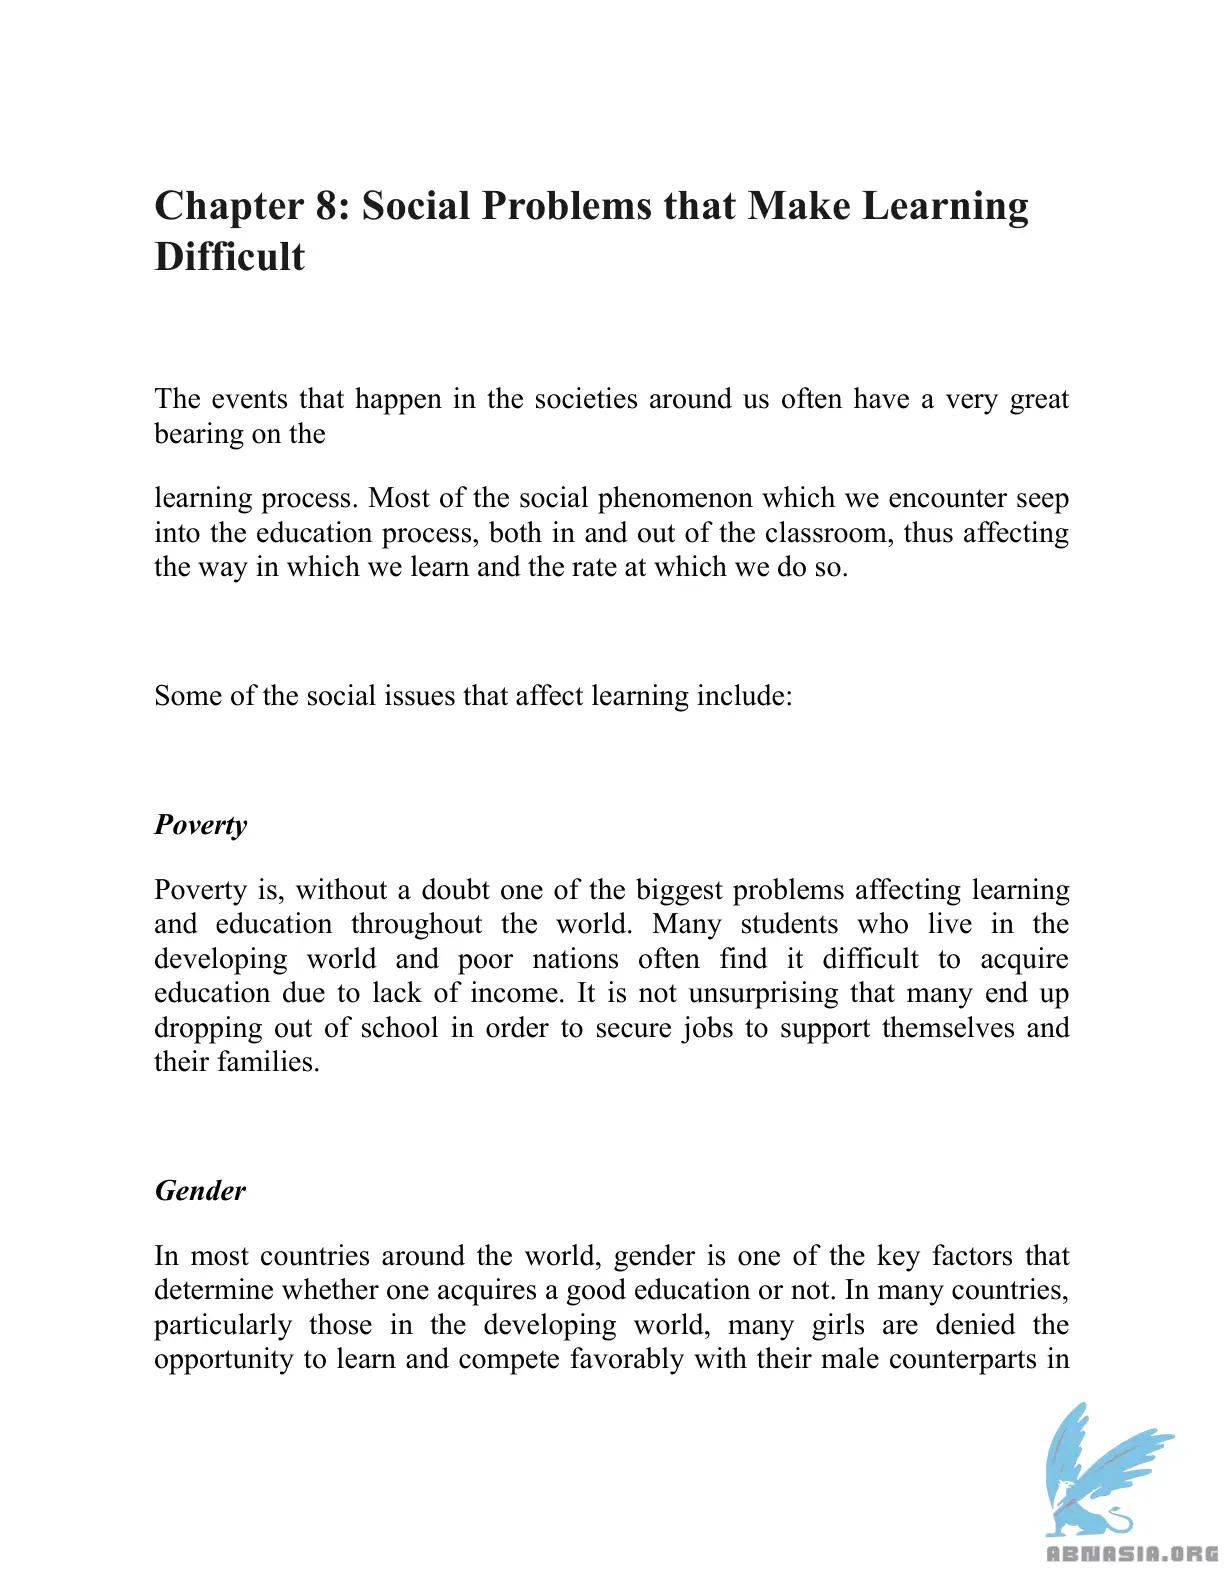 Chapter 8: Social Problems that Make Learning
Difficult
The events that happen in the societies around us often have a very great
bearing on the
learning process. Most of the social phenomenon which we encounter seep
into the education process, both in and out of the classroom, thus affecting
the way in which we learn and the rate at which we do so.
Some of the social issues that affect learning include:
Poverty
Poverty is, without a doubt one of the biggest problems affecting learning
and education throughout the world. Many students who live in the
developing world and poor nations often find it difficult to acquire
education due to lack of income. It is not unsurprising that many end up
dropping out of school in order to secure jobs to support themselves and
their families.
Gender
In most countries around the world, gender is one of the key factors that
determine whether one acquires a good education or not. In many countries,
particularly those in the developing world, many girls are denied the
opportunity to learn and compete favorably with their male counterparts in
ABNASIA.ORG